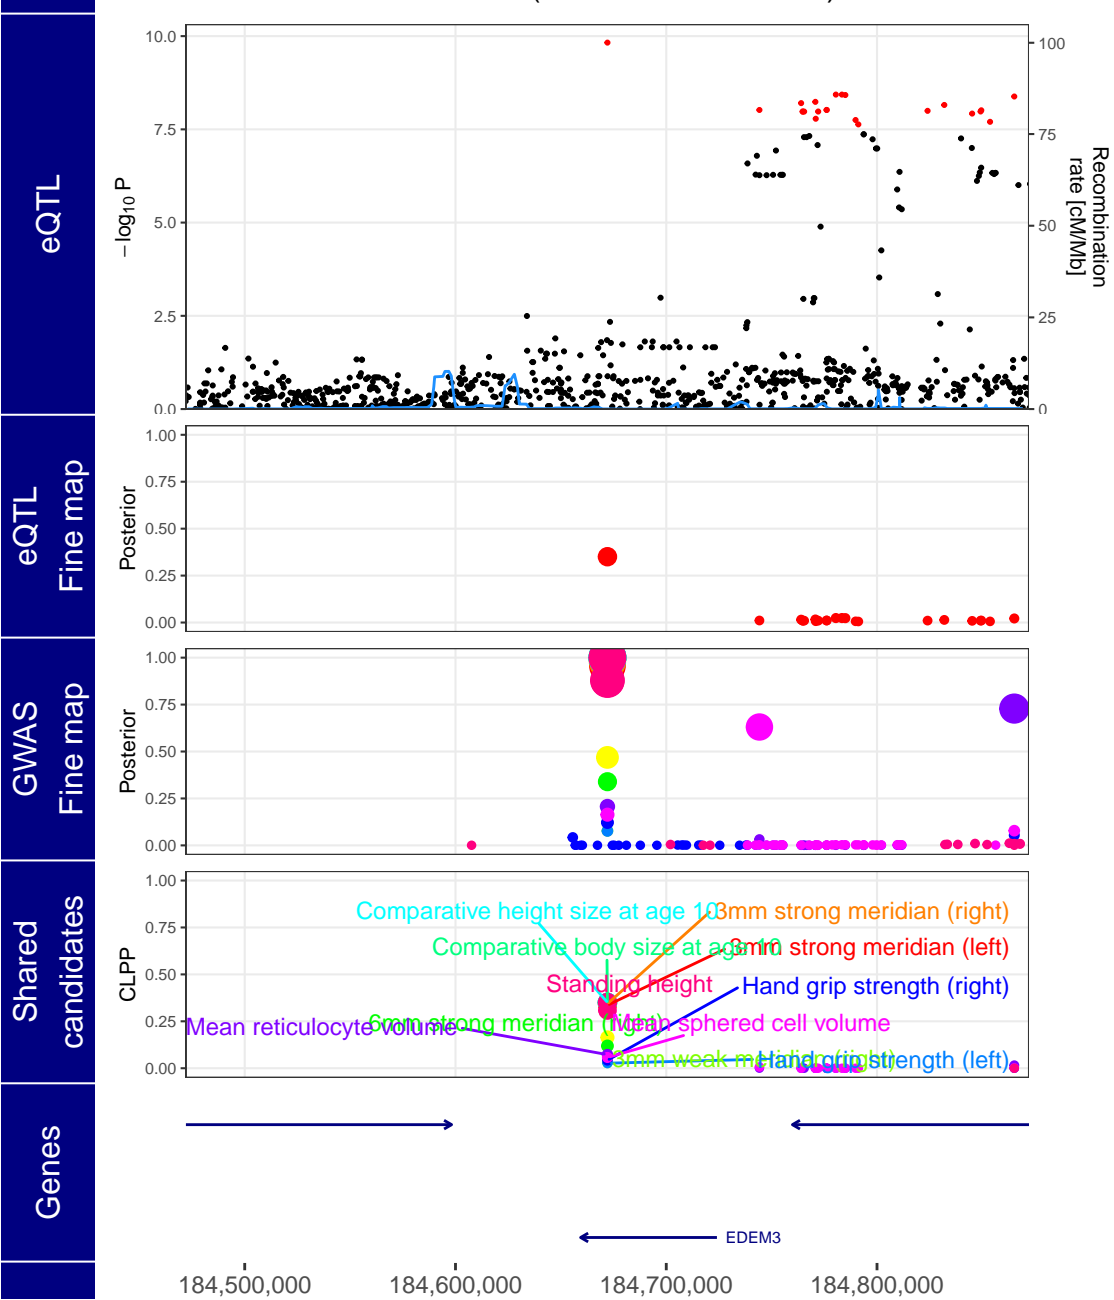 eQTL
−log10 P
10.0
7.5
5.0
2.5
0.0
100
75
50
25
0
Recombination
rate [cM/Mb]
eQTL
Fine map
Posterior
1.00
0.75
0.50
0.25
0.00
GWAS
Fine map
Posterior
1.00
0.75
0.50
0.25
0.00
Shared
candidates
CLPP
1.00
0.75
0.50
0.25
0.00
Comparative height size at age 10
3mm strong meridian (right)
Comparative body size at age 10
3mm strong meridian (left)
Standing height
Hand grip strength (right)
Mean reticulocyte volume
6mm strong meridian (right)
Mean sphered cell volume
3mm weak meridian (right)
Hand grip strength (left)
Genes
EDEM3
184,500,000
184,600,000
184,700,000
184,800,000